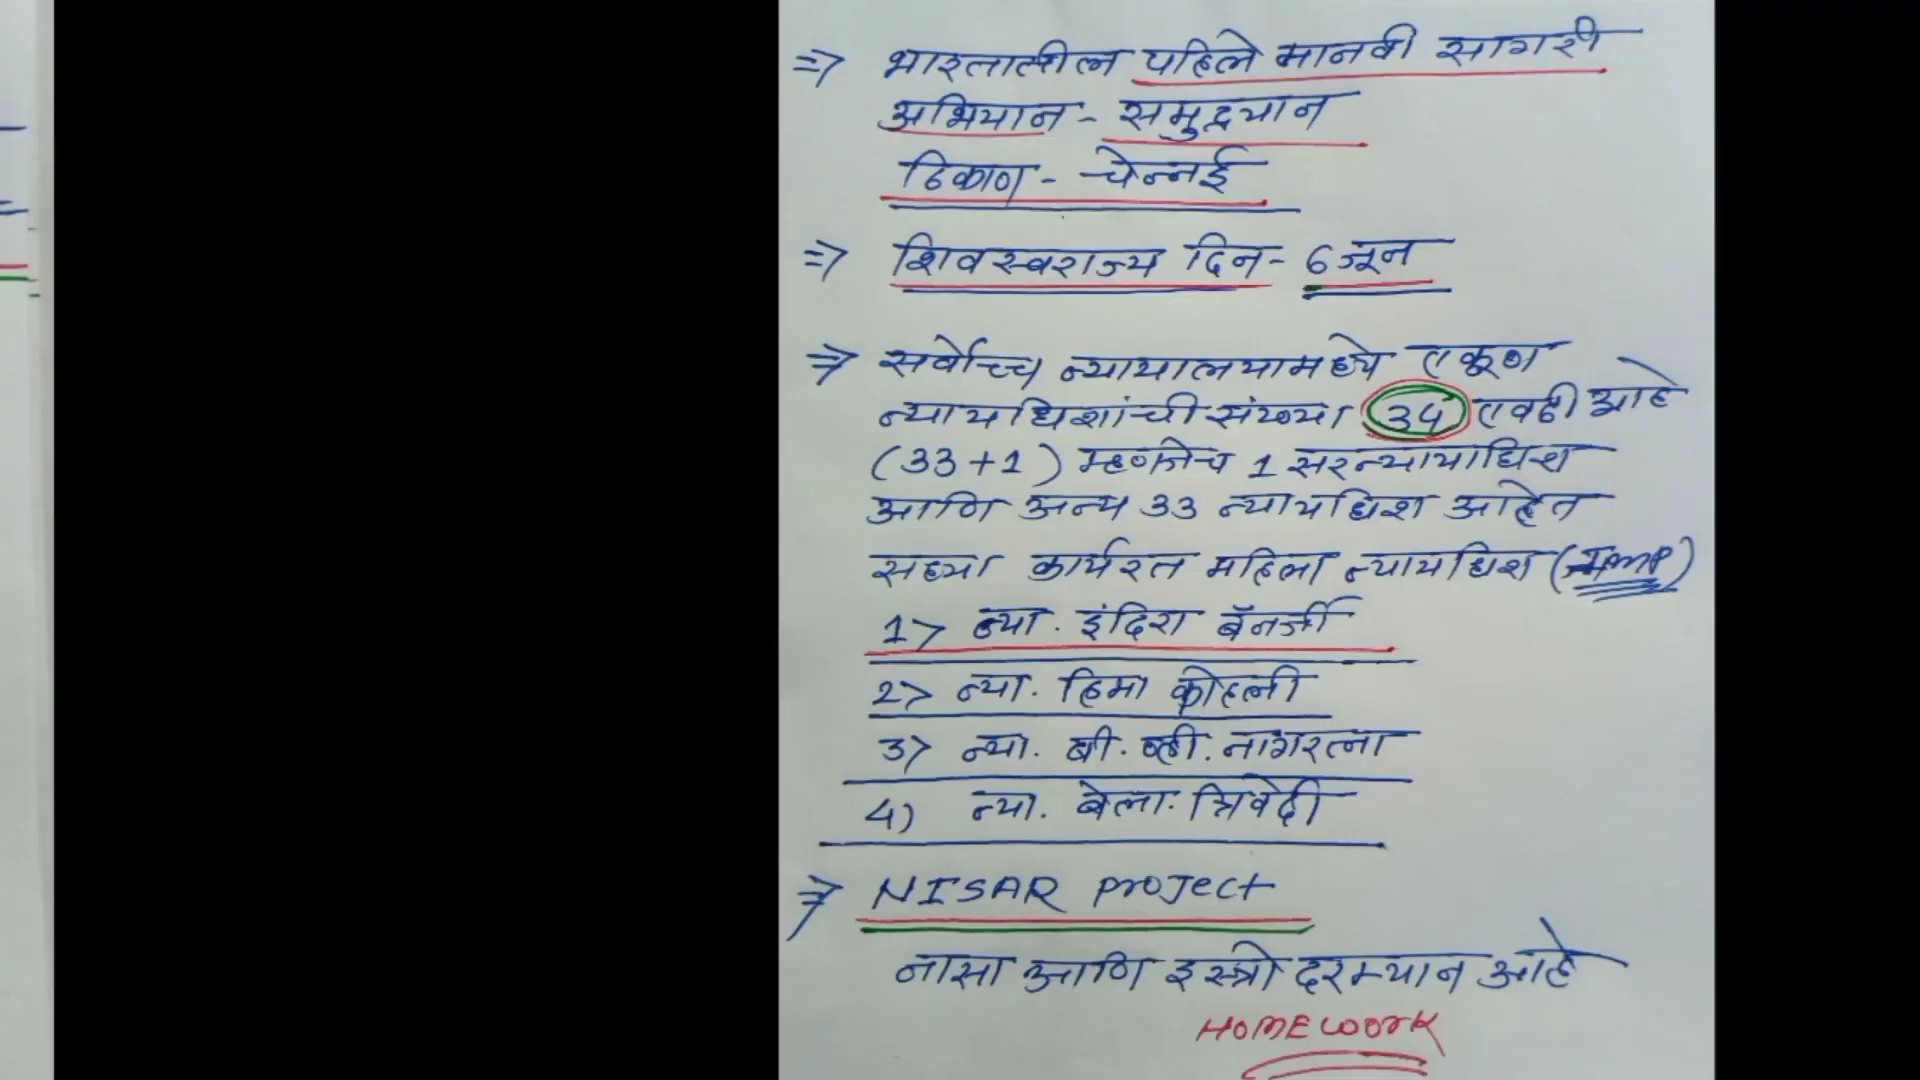 ⇒ भारतातील पहिले मानवी सागरी
अभियान - समुद्रयान
ठिकाण - चेन्नई
⇒ शिवस्वराज्य दिन - 6 जून
⇒ सर्वोच्च न्यायालयामध्ये एकूण
न्यायधिशांची संख्या 34 एवढी आहे
(33+1) म्हणजेच 1 सरन्यायाधिश
आणि अन्य 33 न्यायधिश आहेत
सध्या कार्यरत महिला न्यायधिश (Imp)
1> न्या. इंदिरा बॅनर्जी
2> न्या. हिमा कोहली
3> न्या. बी. व्ही. नागरत्ना
4) न्या. बेला. त्रिवेदी
⇒ NISAR Project
नासा आणि इस्त्रो दरम्यान आहे
HOMEWORK